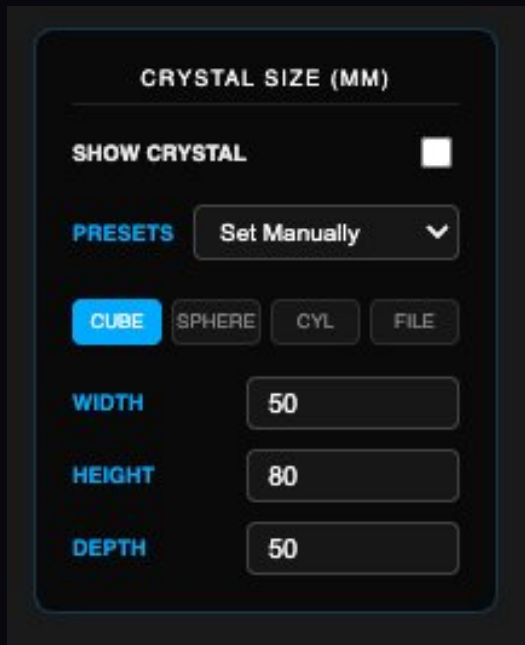 CRYSTAL SIZE (MM)
SHOW CRYSTAL
PRESETS Set Manually
CUBE SPHERE CYL FILE
WIDTH 50
HEIGHT 80
DEPTH 50